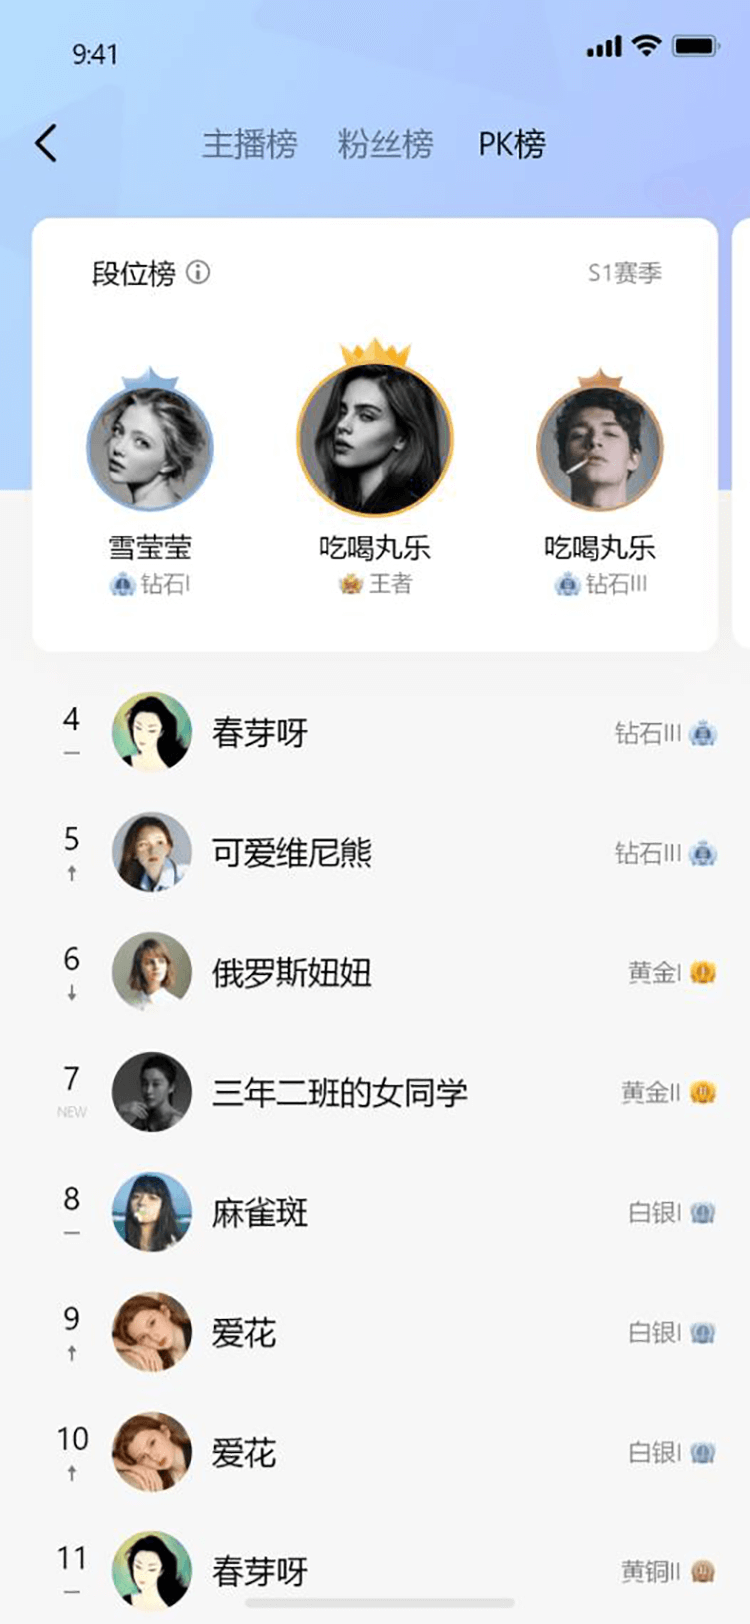 9:41
主播榜 粉丝榜 PK榜
段位榜 S1赛季
雪莹莹 吃喝丸乐 吃喝丸乐
钻石I 王者 钻石III
4 春芽呀 钻石III
5 可爱维尼熊 钻石III
6 俄罗斯妞妞 黄金I
7 三年二班的女同学 黄金II
NEW
8 麻雀斑 白银I
9 爱花 白银I
10 爱花 白银I
11 春芽呀 黄铜II